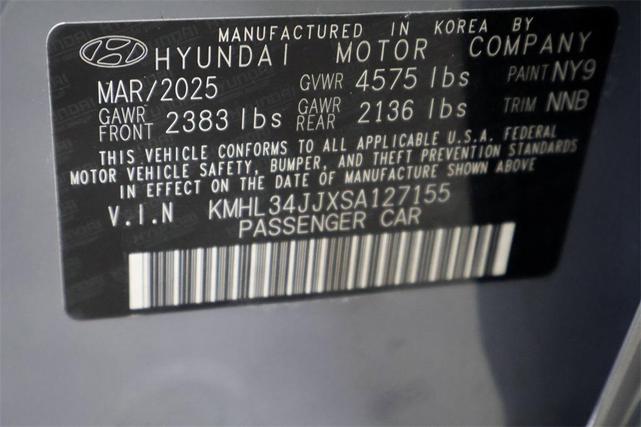 MANUFACTURED IN KOREA BY
HYUNDAI MOTOR COMPANY
MAR/2025 GVWR 4575 lbs PAINT NY9
GAWR FRONT 2383 lbs GAWR REAR 2136 lbs TRIM NNB
THIS VEHICLE CONFORMS TO ALL APPLICABLE U.S.A. FEDERAL
MOTOR VEHICLE SAFETY, BUMPER, AND THEFT PREVENTION STANDARDS
IN EFFECT ON THE DATE OF MANUFACTURE SHOWN ABOVE
V.I.N KMHL34JJXSA127155
PASSENGER CAR